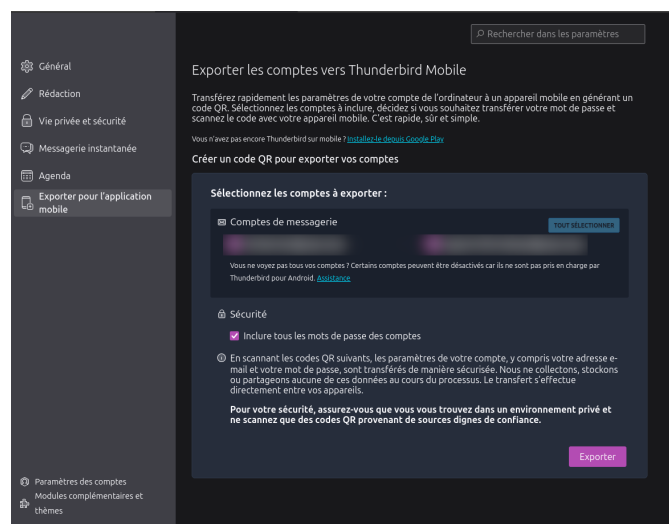 Rechercher dans les paramètres
Général
Rédaction
Vie privée et sécurité
Messagerie instantanée
Agenda
Exporter pour l'application
mobile
Paramètres des comptes
Modules complémentaires et
thèmes
Exporter les comptes vers Thunderbird Mobile
Transférez rapidement les paramètres de votre compte de l'ordinateur à un appareil mobile en générant un
code QR. Sélectionnez les comptes à inclure, décidez si vous souhaitez transférer votre mot de passe et
scannez le code avec votre appareil mobile. C'est rapide, sûr et simple.
Vous n'avez pas encore Thunderbird sur mobile ? Installez-le depuis Google Play
Créer un code QR pour exporter vos comptes
Sélectionnez les comptes à exporter :
Comptes de messagerie
TOUT SÉLECTIONNER
Vous ne voyez pas tous vos comptes ? Certains comptes peuvent être désactivés car ils ne sont pas pris en charge par
Thunderbird pour Android. Assistance
Sécurité
Inclure tous les mots de passe des comptes
En scannant les codes QR suivants, les paramètres de votre compte, y compris votre adresse e-
mail et votre mot de passe, sont transférés de manière sécurisée. Nous ne collectons, stockons
ou partageons aucune de ces données au cours du processus. Le transfert s'effectue
directement entre vos appareils.
Pour votre sécurité, assurez-vous que vous vous trouvez dans un environnement privé et
ne scannez que des codes QR provenant de sources dignes de confiance.
Exporter